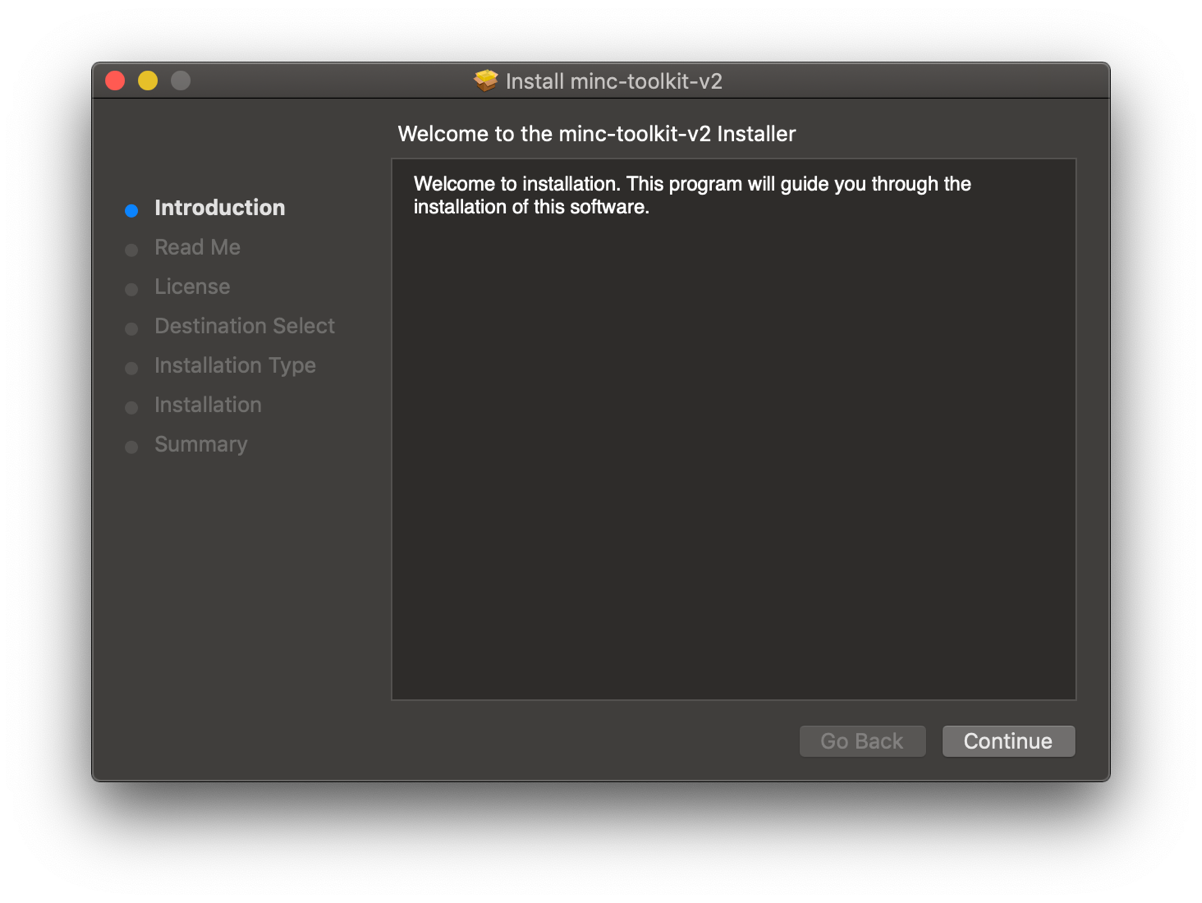 Install minc-toolkit-v2
Welcome to the minc-toolkit-v2 Installer
Introduction
Read Me
License
Destination Select
Installation Type
Installation
Summary
Welcome to installation. This program will guide you through the
installation of this software.
Go Back
Continue